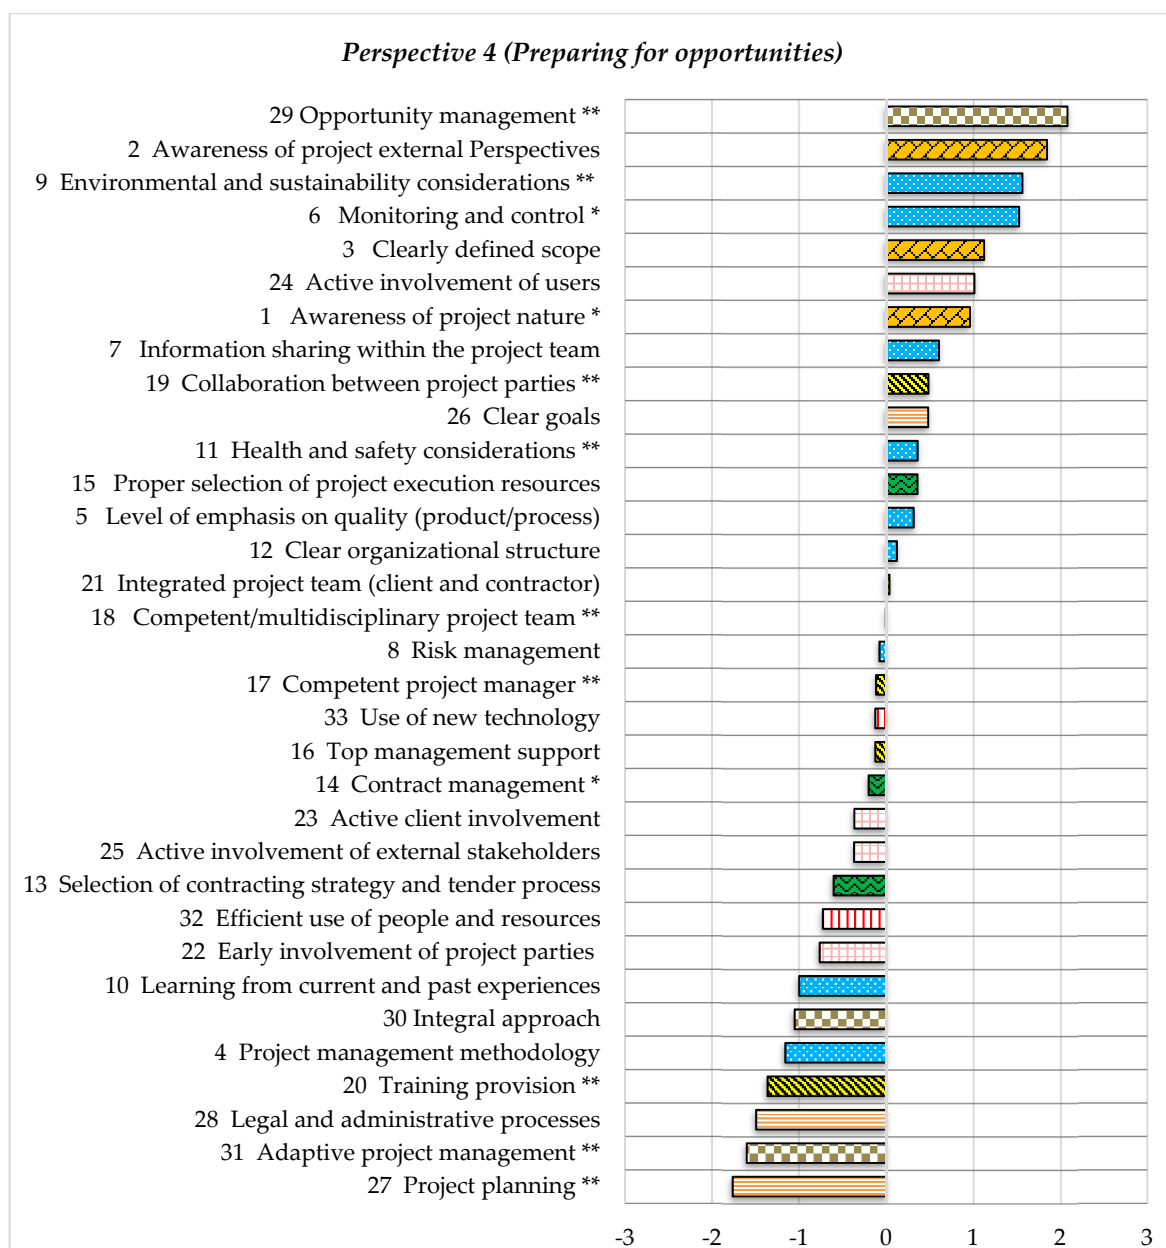 Perspective 4 (Preparing for opportunities)
29 Opportunity management **
2 Awareness of project external Perspectives
9 Environmental and sustainability considerations **
6 Monitoring and control *
3 Clearly defined scope
24 Active involvement of users
1 Awareness of project nature *
7 Information sharing within the project team
19 Collaboration between project parties **
26 Clear goals
11 Health and safety considerations **
15 Proper selection of project execution resources
5 Level of emphasis on quality (product/process)
12 Clear organizational structure
21 Integrated project team (client and contractor)
18 Competent/multidisciplinary project team **
8 Risk management
17 Competent project manager **
33 Use of new technology
16 Top management support
14 Contract management *
23 Active client involvement
25 Active involvement of external stakeholders
13 Selection of contracting strategy and tender process
32 Efficient use of people and resources
22 Early involvement of project parties
10 Learning from current and past experiences
30 Integral approach
4 Project management methodology
20 Training provision **
28 Legal and administrative processes
31 Adaptive project management **
27 Project planning **
-3 -2 -1 0 1 2 3